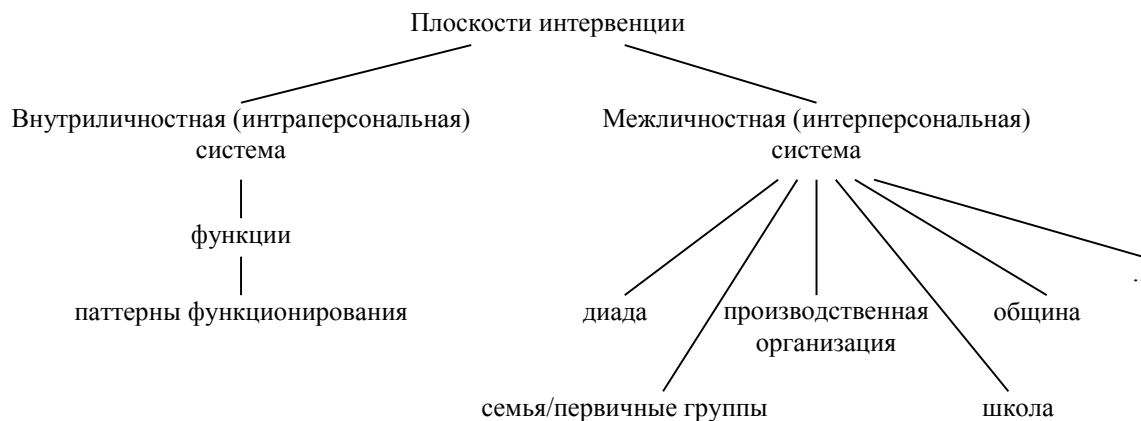 Плоскости интервенции
Внутриличностная (интраперсональная)
система
Межличностная (интерперсональная)
система
функции
паттерны функционирования
диада
производственная
организация
община
семья/первичные группы
школа